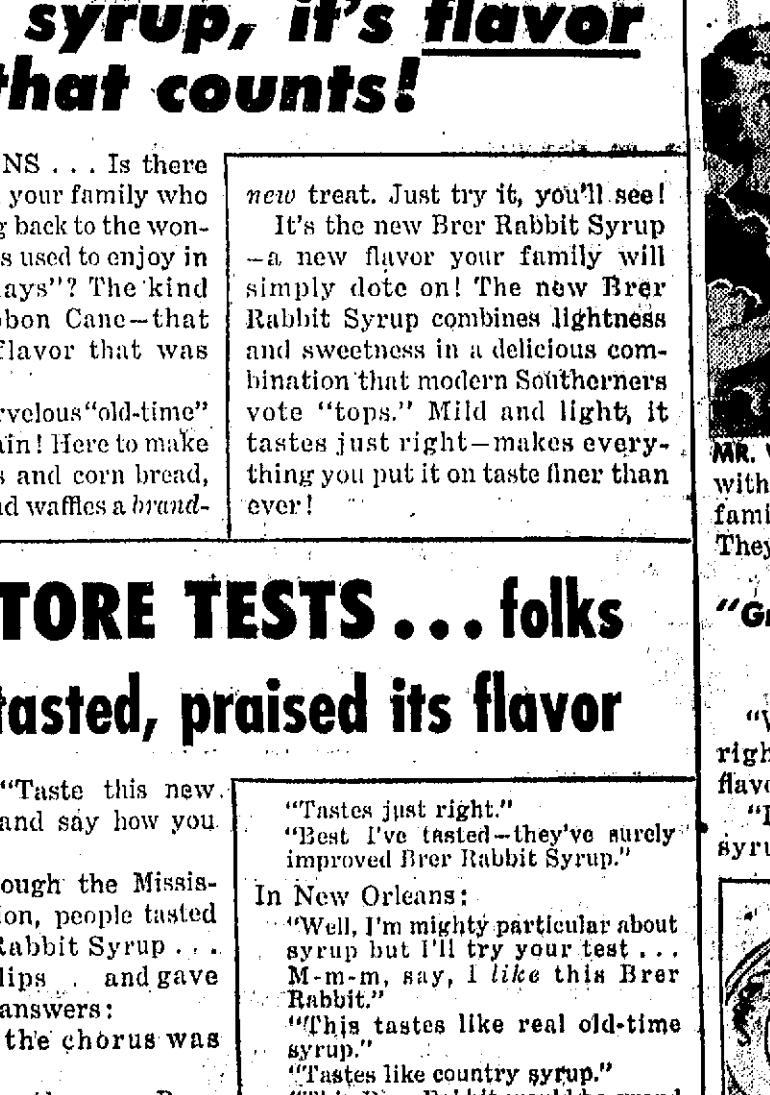 syrup, it's flavor
that counts!
NS . . . Is there
your family who
back to the won-
s used to enjoy in
ays"? The kind
bon Cane—that
flavor that was
rvelous "old-time"
ain! Here to make
s and corn bread,
nd waffles a brand-
new treat. Just try it, you'll see!
It's the new Brer Rabbit Syrup
—a new flavor your family will
simply dote on! The new Brer
Rabbit Syrup combines lightness
and sweetness in a delicious com-
bination that modern Southerners
vote "tops." Mild and light, it
tastes just right—makes every-
thing you put it on taste finer than
ever!
TORE TESTS . . . folks
tasted, praised its flavor
"Taste this new
and say how you
ough the Missis-
ion, people tasted
Rabbit Syrup . . .
lips . and gave
answers:
the chorus was
"Tastes just right."
"Best I've tasted—they've surely
improved Brer Rabbit Syrup."
In New Orleans:
"Well, I'm mighty particular about
syrup but I'll try your test . . .
M-m-m, say, I like this Brer
Rabbit."
"This tastes like real old-time
syrup."
"Tastes like country syrup."
MR.
with
fami
They
"G
righ
flavo
"I
syru